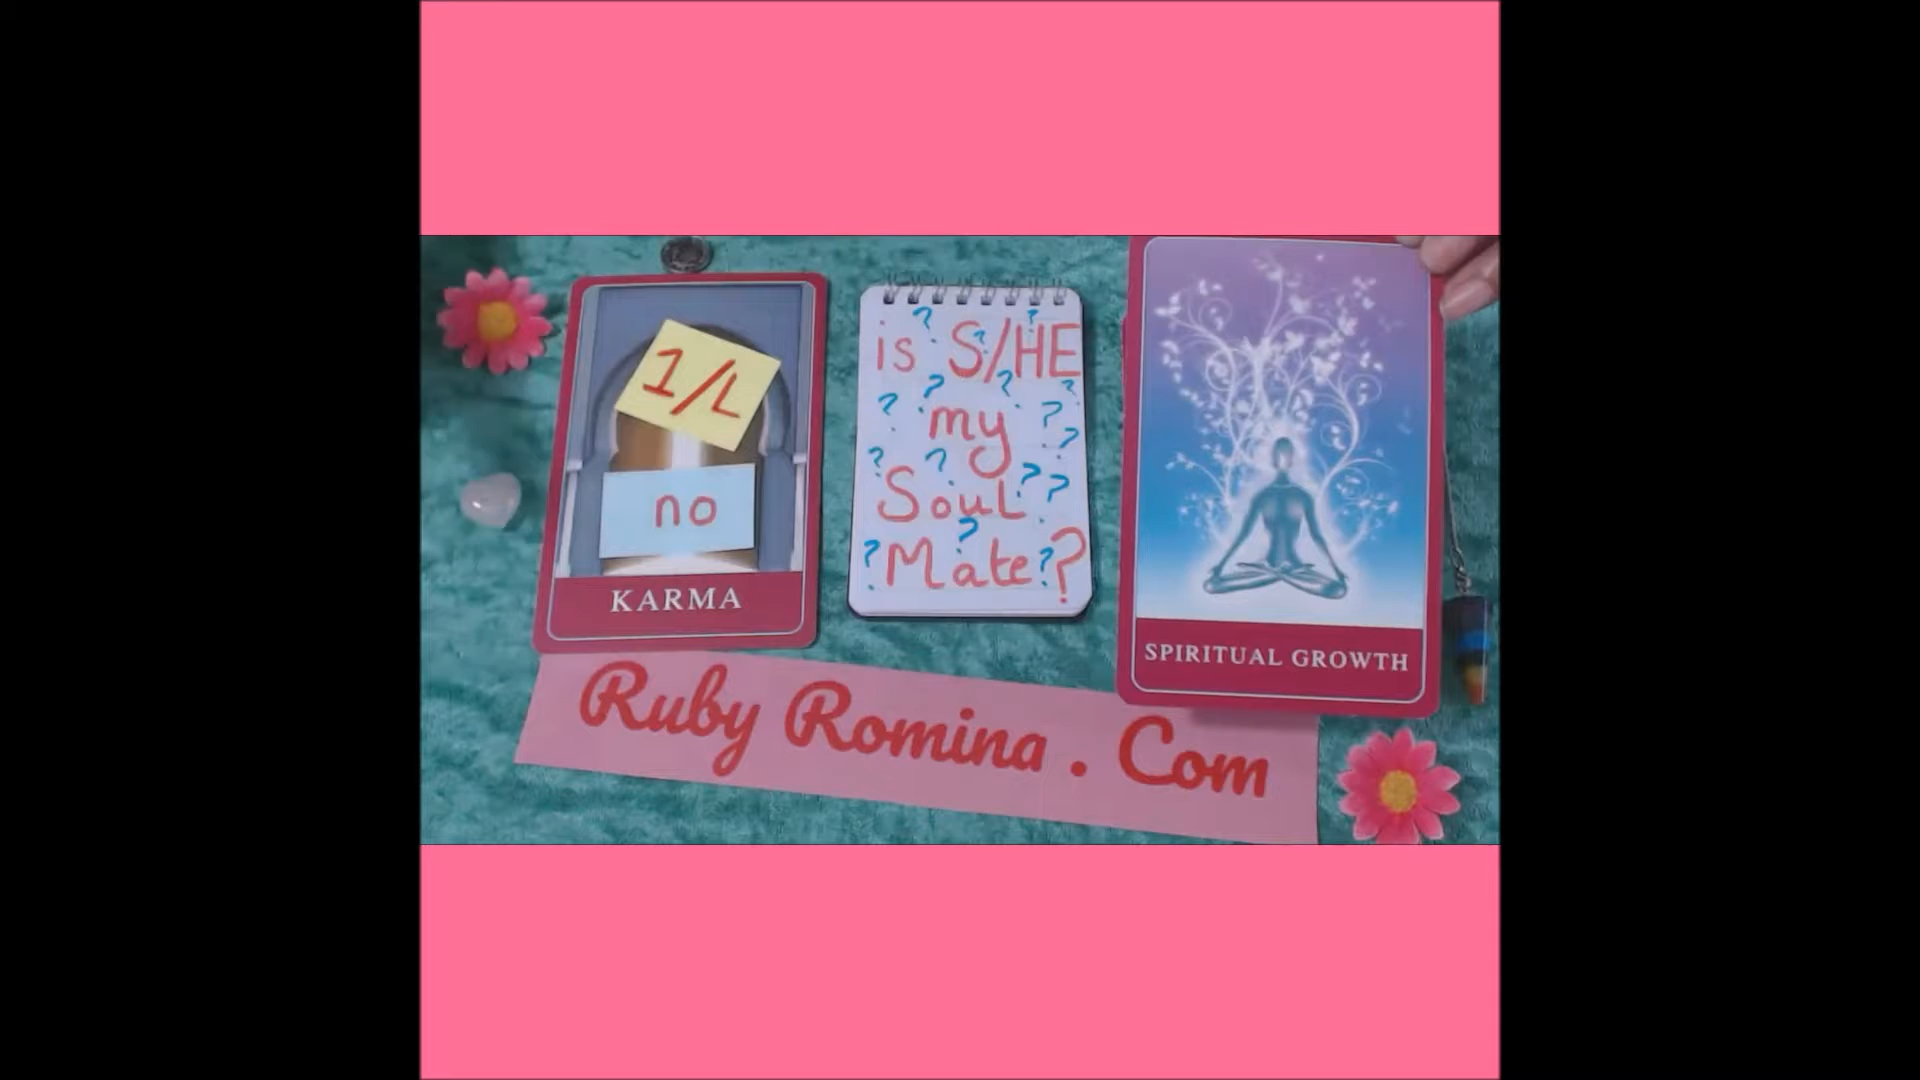 1/L
no
KARMA
is S/HE
my
Soul
Mate?
SPIRITUAL GROWTH
Ruby Romina . Com